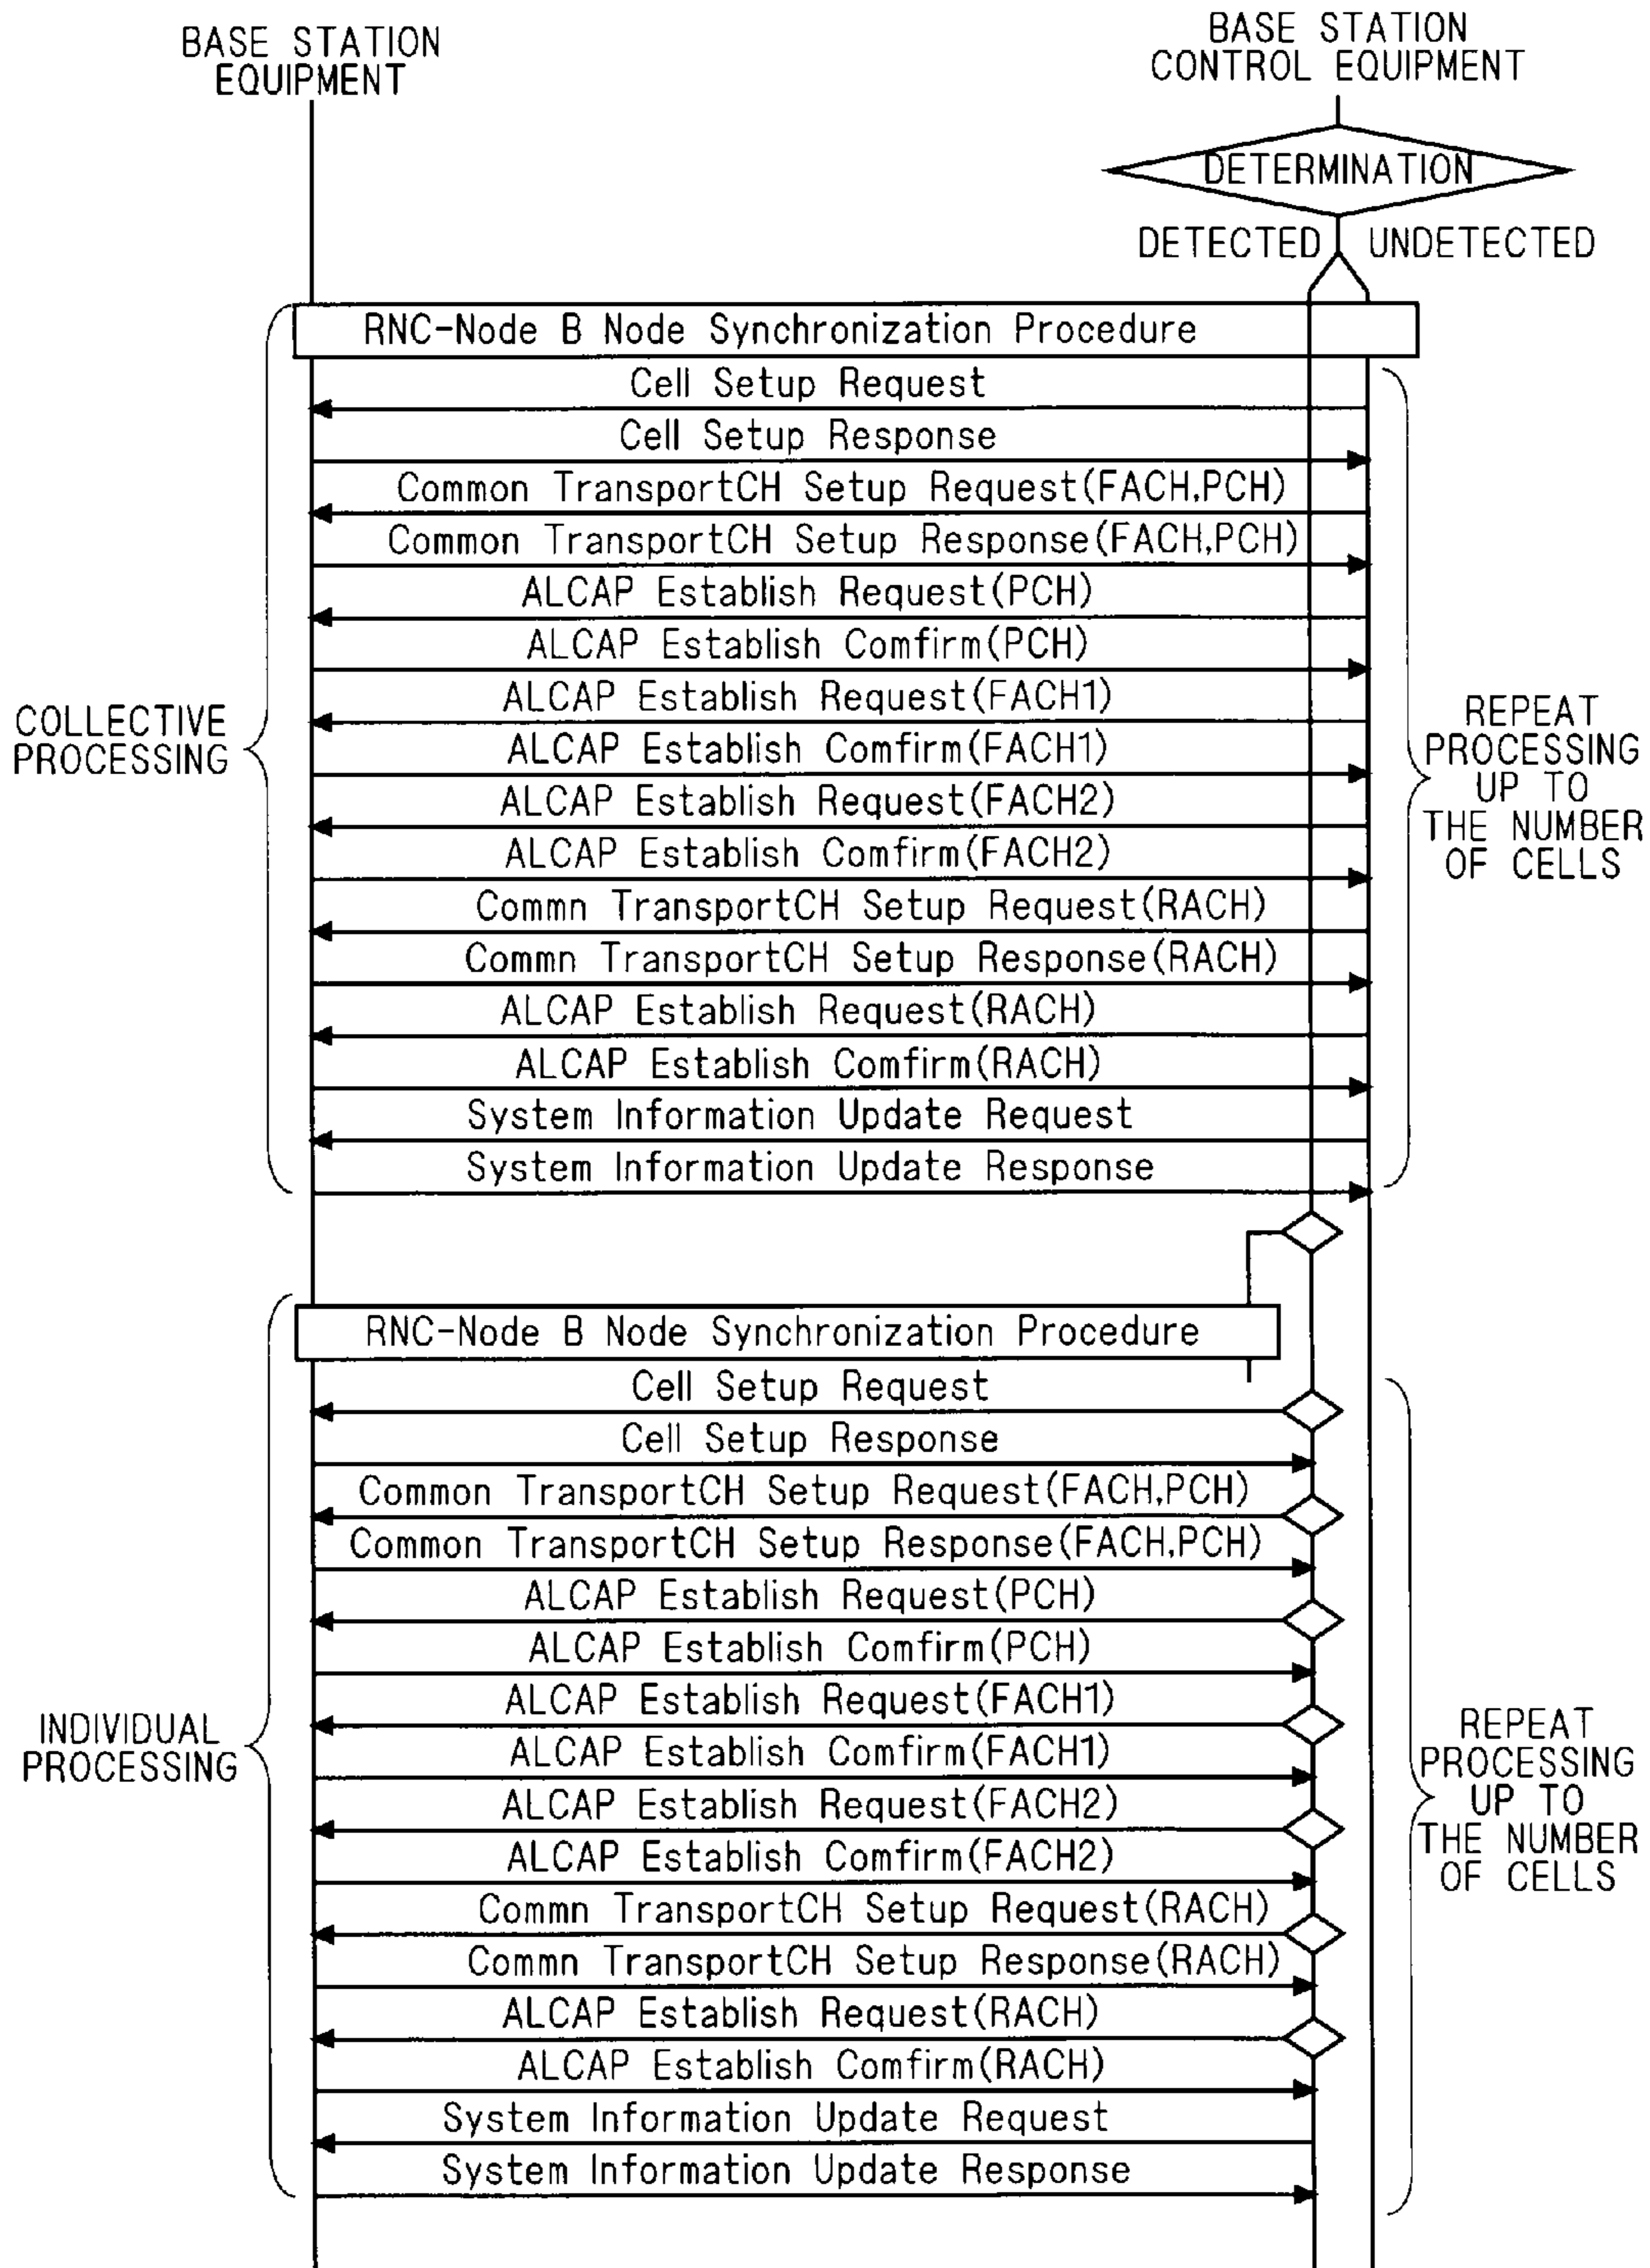 BASE STATION
EQUIPMENT
BASE STATION
CONTROL EQUIPMENT
DETERMINATION
DETECTED
UNDETECTED
RNC-Node B Node Synchronization Procedure
Cell Setup Request
Cell Setup Response
Common TransportCH Setup Request(FACH,PCH)
Common TransportCH Setup Response(FACH,PCH)
ALCAP Establish Request(PCH)
ALCAP Establish Comfirm(PCH)
ALCAP Establish Request(FACH1)
ALCAP Establish Comfirm(FACH1)
ALCAP Establish Request(FACH2)
ALCAP Establish Comfirm(FACH2)
Commn TransportCH Setup Request(RACH)
Commn TransportCH Setup Response(RACH)
ALCAP Establish Request(RACH)
ALCAP Establish Comfirm(RACH)
System Information Update Request
System Information Update Response
COLLECTIVE
PROCESSING
REPEAT
PROCESSING
UP TO
THE NUMBER
OF CELLS
RNC-Node B Node Synchronization Procedure
Cell Setup Request
Cell Setup Response
Common TransportCH Setup Request(FACH,PCH)
Common TransportCH Setup Response(FACH,PCH)
ALCAP Establish Request(PCH)
ALCAP Establish Comfirm(PCH)
ALCAP Establish Request(FACH1)
ALCAP Establish Comfirm(FACH1)
ALCAP Establish Request(FACH2)
ALCAP Establish Comfirm(FACH2)
Commn TransportCH Setup Request(RACH)
Commn TransportCH Setup Response(RACH)
ALCAP Establish Request(RACH)
ALCAP Establish Comfirm(RACH)
System Information Update Request
System Information Update Response
INDIVIDUAL
PROCESSING
REPEAT
PROCESSING
UP TO
THE NUMBER
OF CELLS